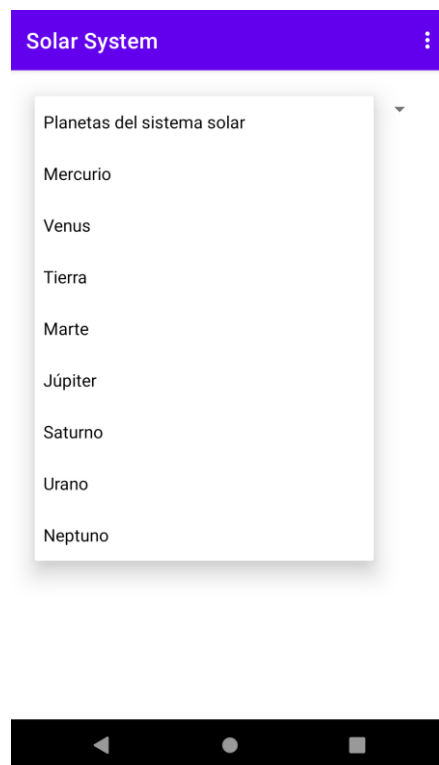 Solar System
Planetas del sistema solar
Mercurio
Venus
Tierra
Marte
Júpiter
Saturno
Urano
Neptuno